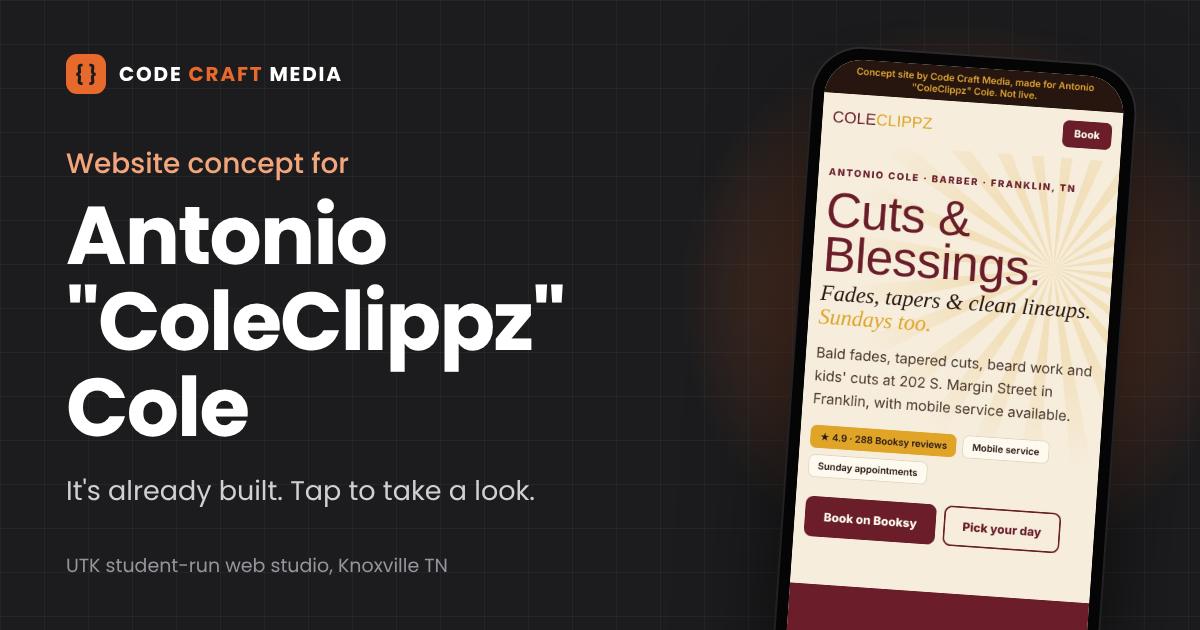 { } CODE CRAFT MEDIA
Website concept for
Antonio
"ColeClippz"
Cole
It's already built. Tap to take a look.
UTK student-run web studio, Knoxville TN
Concept site by Code Craft Media, made for Antonio
"ColeClippz" Cole. Not live.
COLECLIPPZ
Book
ANTONIO COLE · BARBER · FRANKLIN, TN
Cuts &
Blessings.
Fades, tapers & clean lineups.
Sundays too.
Bald fades, tapered cuts, beard work and
kids' cuts at 202 S. Margin Street in
Franklin, with mobile service available.
★ 4.9 · 288 Booksy reviews
Mobile service
Sunday appointments
Book on Booksy
Pick your day